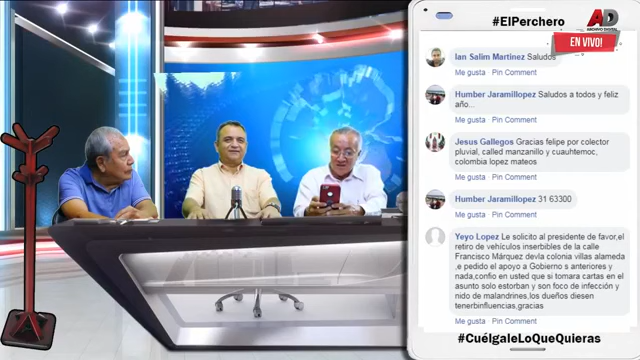 #ElPerchero
AD
ARCHIVO DIGITAL
EN VIVO!
Ian Salim Martinez Saludos
Me gusta · Pin Comment
Humber Jaramillopez Saludos a todos y feliz
año...
Me gusta · Pin Comment
Jesus Gallegos Gracias felipe por colector
pluvial, called manzanillo y cuauhtemoc,
colombia lopez mateos
Me gusta · Pin Comment
Humber Jaramillopez 31 63300
Me gusta · Pin Comment
Yeyo Lopez Le solicito al presidente de favor,el
retiro de vehículos inserbibles de la calle
Francisco Márquez devla colonia villas alameda
,e pedido el apoyo a Gobierno s anteriores y
nada,confio en usted que si tomara cartas en el
asunto solo estorban y son foco de infección y
nido de malandrines,los dueños diesen
tenerbinfluencias,gracias
Me gusta · Pin Comment
#CuélgaleLoQueQuieras